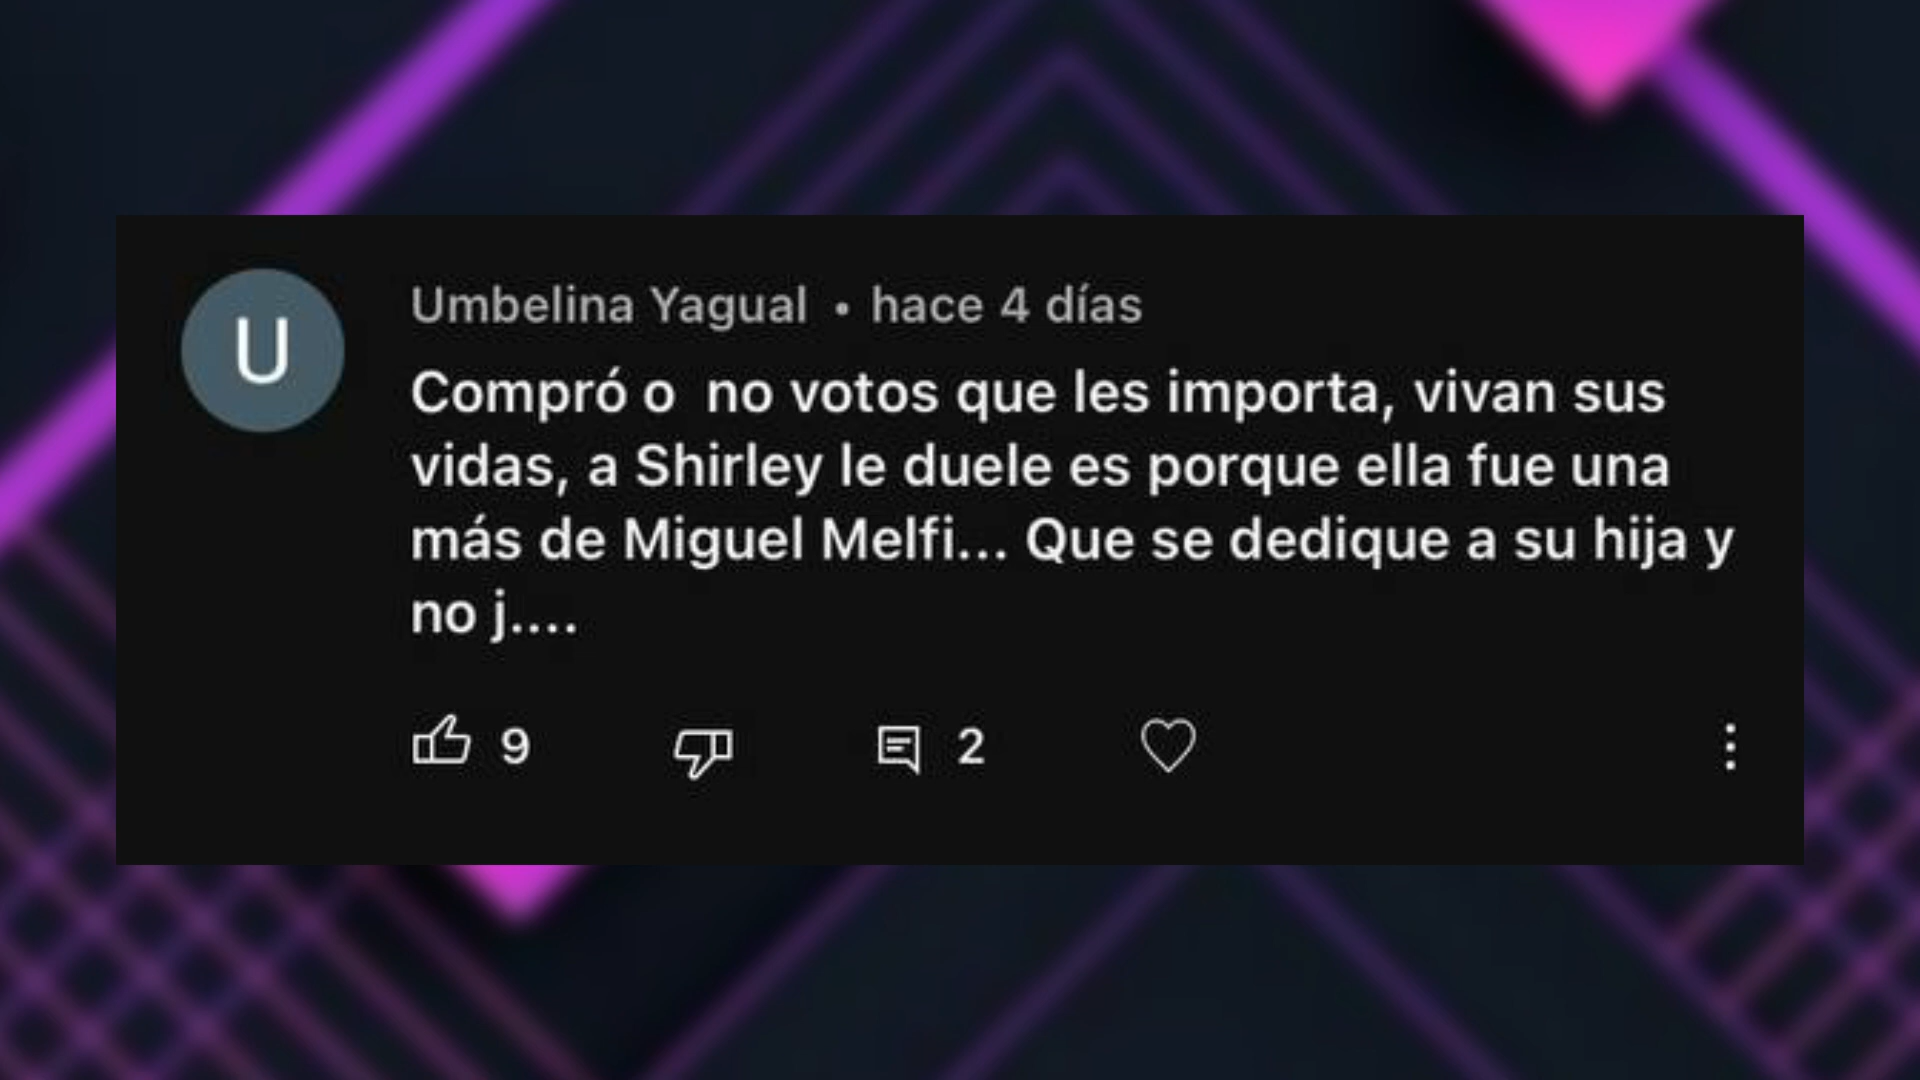 U
Umbelina Yagual • hace 4 días
Compró o  no votos que les importa, vivan sus
vidas, a Shirley le duele es porque ella fue una
más de Miguel Melfi... Que se dedique a su hija y
no j....
9
2